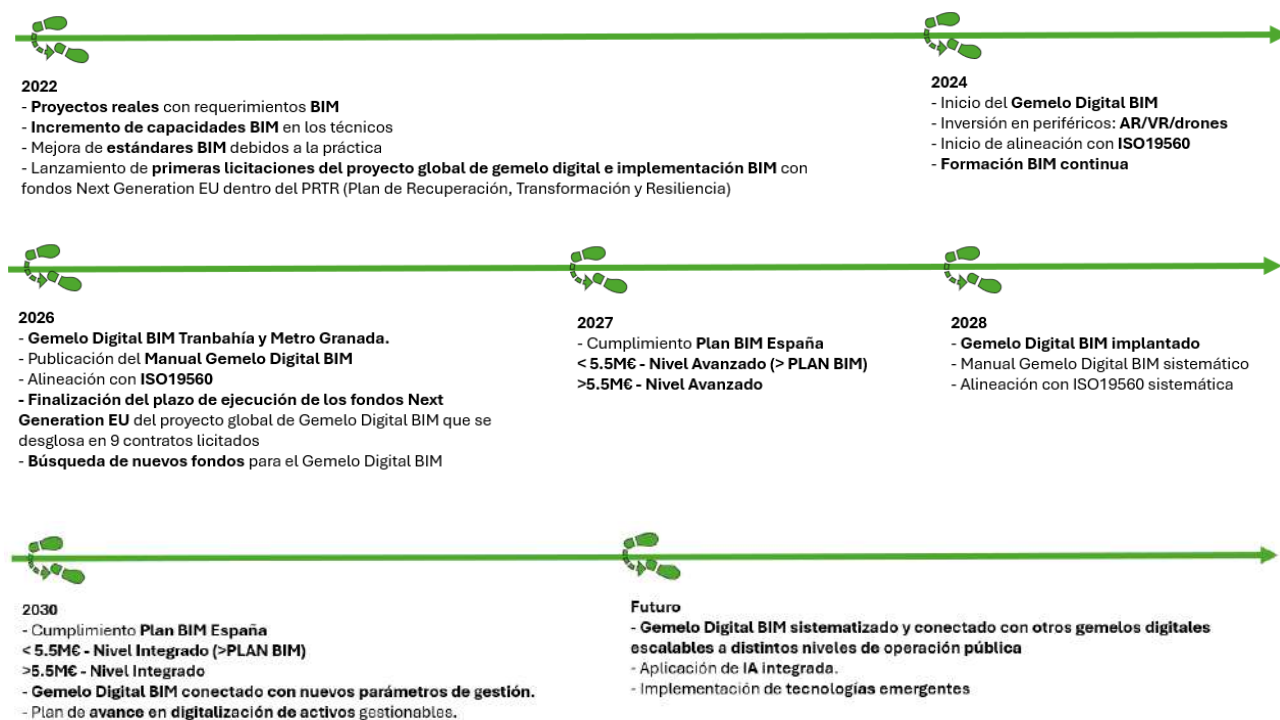 2022
- Proyectos reales con requerimientos BIM
- Incremento de capacidades BIM en los técnicos
- Mejora de estándares BIM debidos a la práctica
- Lanzamiento de primeras licitaciones del proyecto global de gemelo digital e implementación BIM con
fondos Next Generation EU dentro del PRTR (Plan de Recuperación, Transformación y Resiliencia)
2024
- Inicio del Gemelo Digital BIM
- Inversión en periféricos: AR/VR/drones
- Inicio de alineación con ISO19560
- Formación BIM continua
2026
- Gemelo Digital BIM Tranbahía y Metro Granada.
- Publicación del Manual Gemelo Digital BIM
- Alineación con ISO19560
- Finalización del plazo de ejecución de los fondos Next
Generation EU del proyecto global de Gemelo Digital BIM que se
desglosa en 9 contratos licitados
- Búsqueda de nuevos fondos para el Gemelo Digital BIM
2027
- Cumplimiento Plan BIM España
< 5.5M€ - Nivel Avanzado (> PLAN BIM)
>5.5M€ - Nivel Avanzado
2028
- Gemelo Digital BIM implantado
- Manual Gemelo Digital BIM sistemático
- Alineación con ISO19560 sistemática
2030
- Cumplimiento Plan BIM España
< 5.5M€ - Nivel Integrado (>PLAN BIM)
>5.5M€ - Nivel Integrado
- Gemelo Digital BIM conectado con nuevos parámetros de gestión.
- Plan de avance en digitalización de activos gestionables.
Futuro
- Gemelo Digital BIM sistematizado y conectado con otros gemelos digitales
escalables a distintos niveles de operación pública
- Aplicación de IA integrada.
- Implementación de tecnologías emergentes